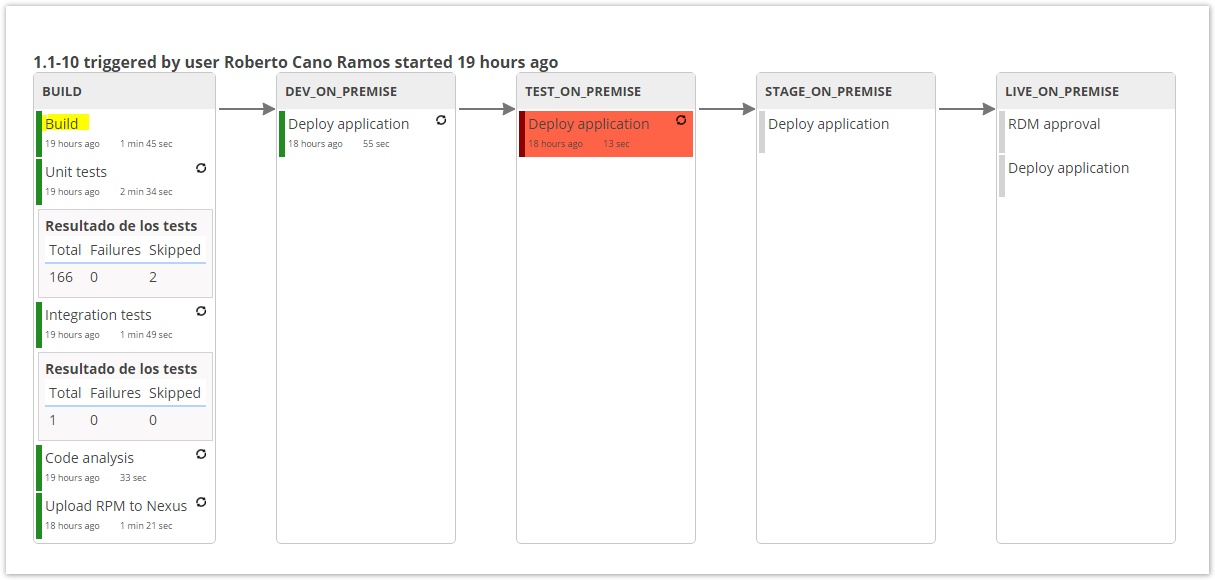 1.1-10 triggered by user Roberto Cano Ramos started 19 hours ago
BUILD
Build
19 hours ago 1 min 45 sec
Unit tests
19 hours ago 2 min 34 sec
Resultado de los tests
Total Failures Skipped
166 0 2
Integration tests
19 hours ago 1 min 49 sec
Resultado de los tests
Total Failures Skipped
1 0 0
Code analysis
19 hours ago 33 sec
Upload RPM to Nexus
18 hours ago 1 min 21 sec
DEV_ON_PREMISE
Deploy application
18 hours ago 55 sec
TEST_ON_PREMISE
Deploy application
18 hours ago 13 sec
STAGE_ON_PREMISE
Deploy application
LIVE_ON_PREMISE
RDM approval
Deploy application